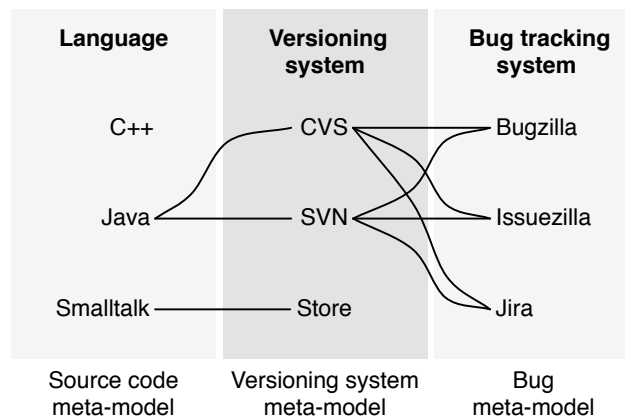 Language
Versioning
system
Bug tracking
system
C++
CVS
Bugzilla
Java
SVN
Issuezilla
Smalltalk
Store
Jira
Source code
meta-model
Versioning system
meta-model
Bug
meta-model